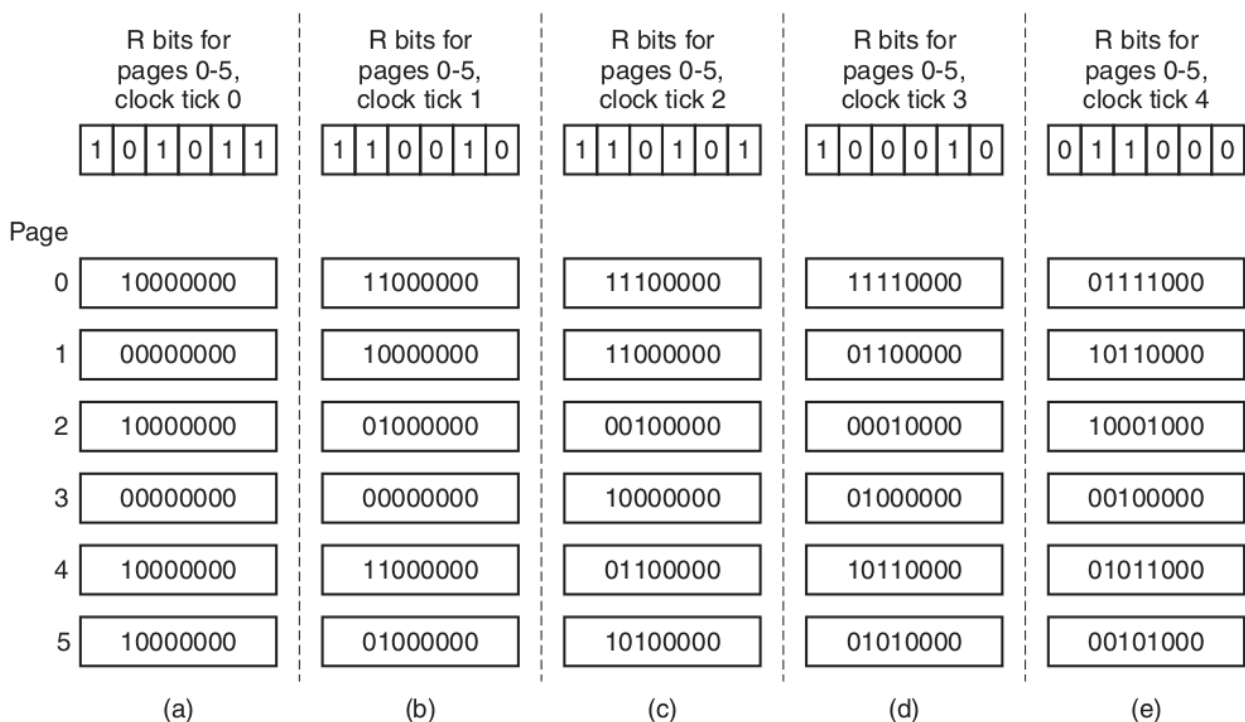 R bits for
pages 0-5,
clock tick 0
R bits for
pages 0-5,
clock tick 1
R bits for
pages 0-5,
clock tick 2
R bits for
pages 0-5,
clock tick 3
R bits for
pages 0-5,
clock tick 4
1 0 1 0 1 1
1 1 0 0 1 0
1 1 0 1 0 1
1 0 0 0 1 0
0 1 1 0 0 0
Page
0 10000000 11000000 11100000 11110000 01111000
1 00000000 10000000 11000000 01100000 10110000
2 10000000 01000000 00100000 00010000 10001000
3 00000000 00000000 10000000 01000000 00100000
4 10000000 11000000 01100000 10110000 01011000
5 10000000 01000000 10100000 01010000 00101000
(a) (b) (c) (d) (e)